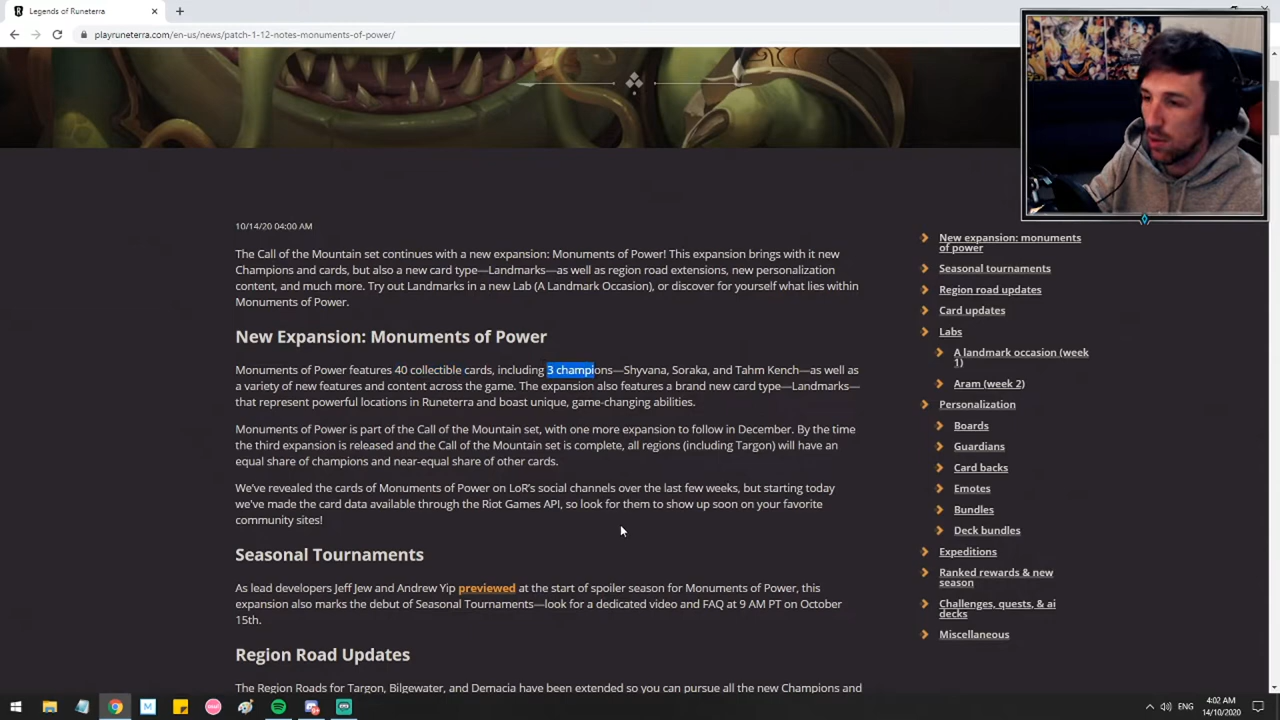 Legends of Runeterra
playruneterra.com/en-us/news/patch-1-12-notes-monuments-of-power/
10/14/20 04:00 AM
The Call of the Mountain set continues with a new expansion: Monuments of Power! This expansion brings with it new
Champions and cards, but also a new card type—Landmarks—as well as region road extensions, new personalization
content, and much more. Try out Landmarks in a new Lab (A Landmark Occasion), or discover for yourself what lies within
Monuments of Power.
New Expansion: Monuments of Power
Monuments of Power features 40 collectible cards, including 3 champions—Shyvana, Soraka, and Tahm Kench—as well as
a variety of new features and content across the game. The expansion also features a brand new card type—Landmarks—
that represent powerful locations in Runeterra and boast unique, game-changing abilities.
Monuments of Power is part of the Call of the Mountain set, with one more expansion to follow in December. By the time
the third expansion is released and the Call of the Mountain set is complete, all regions (including Targon) will have an
equal share of champions and near-equal share of other cards.
We've revealed the cards of Monuments of Power on LoR's social channels over the last few weeks, but starting today
we've made the card data available through the Riot Games API, so look for them to show up soon on your favorite
community sites!
Seasonal Tournaments
As lead developers Jeff Jew and Andrew Yip previewed at the start of spoiler season for Monuments of Power, this
expansion also marks the debut of Seasonal Tournaments—look for a dedicated video and FAQ at 9 AM PT on October
15th.
Region Road Updates
The Region Roads for Targon, Bilgewater, and Demacia have been extended so you can pursue all the new Champions and
New expansion: monuments
of power
Seasonal tournaments
Region road updates
Card updates
Labs
A landmark occasion (week
1)
Aram (week 2)
Personalization
Boards
Guardians
Card backs
Emotes
Bundles
Deck bundles
Expeditions
Ranked rewards & new
season
Challenges, quests, & ai
decks
Miscellaneous
ENG
4:02 AM
14/10/2020